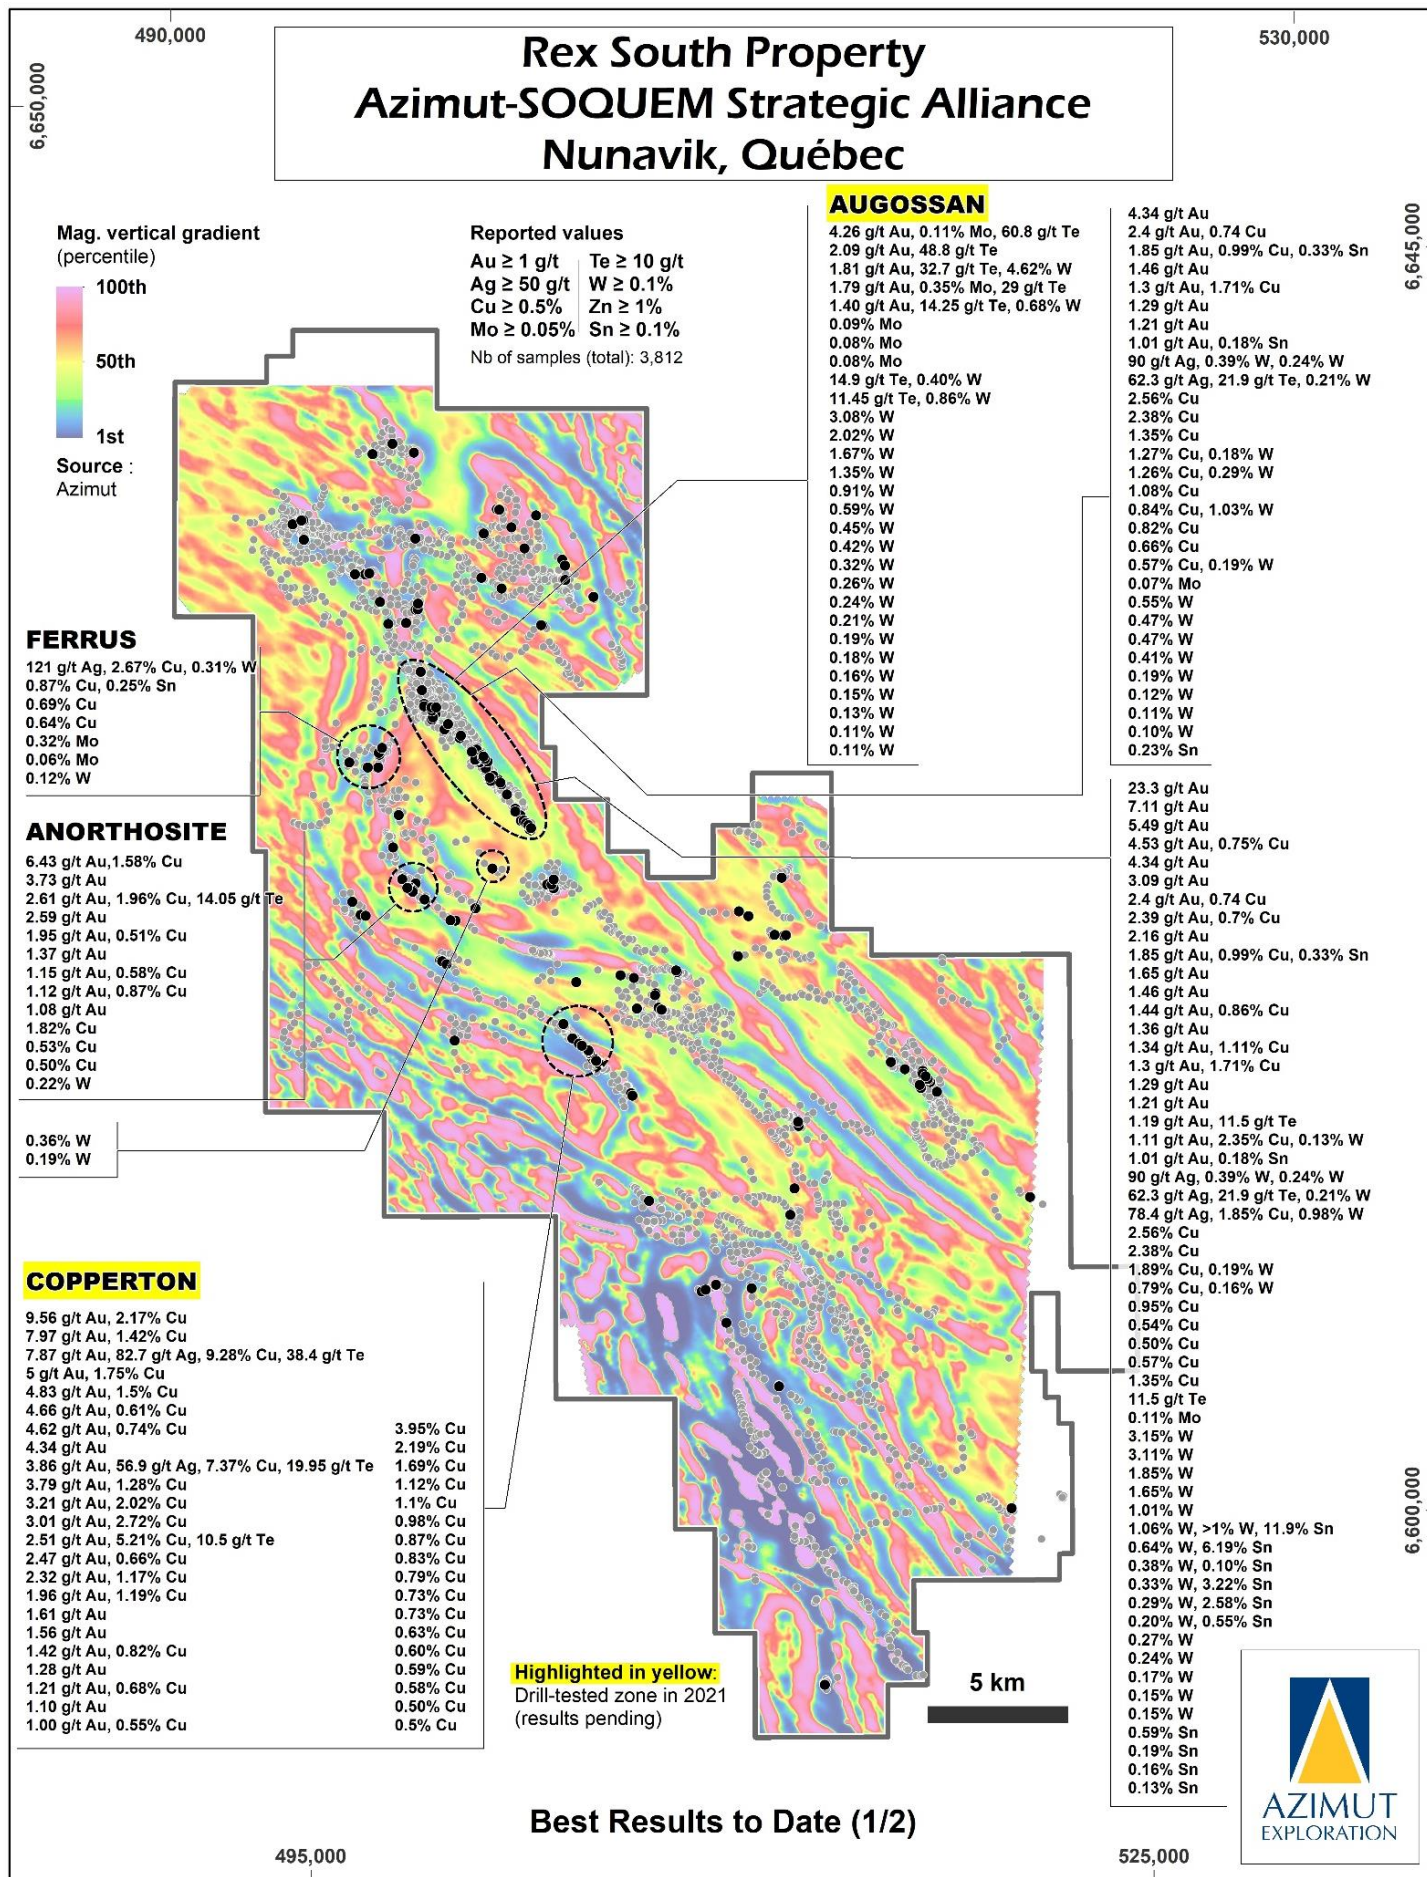 490,000
530,000
6,650,000
Rex South Property
Azimut-SOQUEM Strategic Alliance
Nunavik, Québec
6,645,000
Mag. vertical gradient
(percentile)
100th
50th
1st
Source :
Azimut
Reported values
Au ≥ 1 g/t Te ≥ 10 g/t
Ag ≥ 50 g/t W ≥ 0.1%
Cu ≥ 0.5% Zn ≥ 1%
Mo ≥ 0.05% Sn ≥ 0.1%
Nb of samples (total): 3,812
AUGOSSAN
4.26 g/t Au, 0.11% Mo, 60.8 g/t Te
2.09 g/t Au, 48.8 g/t Te
1.81 g/t Au, 32.7 g/t Te, 4.62% W
1.79 g/t Au, 0.35% Mo, 29 g/t Te
1.40 g/t Au, 14.25 g/t Te, 0.68% W
0.09% Mo
0.08% Mo
0.08% Mo
14.9 g/t Te, 0.40% W
11.45 g/t Te, 0.86% W
3.08% W
2.02% W
1.67% W
1.35% W
0.91% W
0.59% W
0.45% W
0.42% W
0.32% W
0.26% W
0.24% W
0.21% W
0.19% W
0.18% W
0.16% W
0.15% W
0.13% W
0.11% W
0.11% W
4.34 g/t Au
2.4 g/t Au, 0.74 Cu
1.85 g/t Au, 0.99% Cu, 0.33% Sn
1.46 g/t Au
1.3 g/t Au, 1.71% Cu
1.29 g/t Au
1.21 g/t Au
1.01 g/t Au, 0.18% Sn
90 g/t Ag, 0.39% W, 0.24% W
62.3 g/t Ag, 21.9 g/t Te, 0.21% W
2.56% Cu
2.38% Cu
1.35% Cu
1.27% Cu, 0.18% W
1.26% Cu, 0.29% W
1.08% Cu
0.84% Cu, 1.03% W
0.82% Cu
0.66% Cu
0.57% Cu, 0.19% W
0.07% Mo
0.55% W
0.47% W
0.47% W
0.41% W
0.19% W
0.12% W
0.11% W
0.10% W
0.23% Sn
FERRUS
121 g/t Ag, 2.67% Cu, 0.31% W
0.87% Cu, 0.25% Sn
0.69% Cu
0.64% Cu
0.32% Mo
0.06% Mo
0.12% W
ANORTHOSITE
6.43 g/t Au,1.58% Cu
3.73 g/t Au
2.61 g/t Au, 1.96% Cu, 14.05 g/t Te
2.59 g/t Au
1.95 g/t Au, 0.51% Cu
1.37 g/t Au
1.15 g/t Au, 0.58% Cu
1.12 g/t Au, 0.87% Cu
1.08 g/t Au
1.82% Cu
0.53% Cu
0.50% Cu
0.22% W
0.36% W
0.19% W
23.3 g/t Au
7.11 g/t Au
5.49 g/t Au
4.53 g/t Au, 0.75% Cu
4.34 g/t Au
3.09 g/t Au
2.4 g/t Au, 0.74 Cu
2.39 g/t Au, 0.7% Cu
2.16 g/t Au
1.85 g/t Au, 0.99% Cu, 0.33% Sn
1.65 g/t Au
1.46 g/t Au
1.44 g/t Au, 0.86% Cu
1.36 g/t Au
1.34 g/t Au, 1.11% Cu
1.3 g/t Au, 1.71% Cu
1.29 g/t Au
1.21 g/t Au
1.19 g/t Au, 11.5 g/t Te
1.11 g/t Au, 2.35% Cu, 0.13% W
1.01 g/t Au, 0.18% Sn
90 g/t Ag, 0.39% W, 0.24% W
62.3 g/t Ag, 21.9 g/t Te, 0.21% W
78.4 g/t Ag, 1.85% Cu, 0.98% W
2.56% Cu
2.38% Cu
1.89% Cu, 0.19% W
0.79% Cu, 0.16% W
0.95% Cu
0.54% Cu
0.50% Cu
0.57% Cu
1.35% Cu
11.5 g/t Te
0.11% Mo
3.15% W
3.11% W
1.85% W
1.65% W
1.01% W
1.06% W, >1% W, 11.9% Sn
0.64% W, 6.19% Sn
0.38% W, 0.10% Sn
0.33% W, 3.22% Sn
0.29% W, 2.58% Sn
0.20% W, 0.55% Sn
0.27% W
0.24% W
0.17% W
0.15% W
0.15% W
0.59% Sn
0.19% Sn
0.16% Sn
0.13% Sn
6,600,000
COPPERTON
9.56 g/t Au, 2.17% Cu
7.97 g/t Au, 1.42% Cu
7.87 g/t Au, 82.7 g/t Ag, 9.28% Cu, 38.4 g/t Te
5 g/t Au, 1.75% Cu
4.83 g/t Au, 1.5% Cu
4.66 g/t Au, 0.61% Cu
4.62 g/t Au, 0.74% Cu
4.34 g/t Au
3.86 g/t Au, 56.9 g/t Ag, 7.37% Cu, 19.95 g/t Te
3.79 g/t Au, 1.28% Cu
3.21 g/t Au, 2.02% Cu
3.01 g/t Au, 2.72% Cu
2.51 g/t Au, 5.21% Cu, 10.5 g/t Te
2.47 g/t Au, 0.66% Cu
2.32 g/t Au, 1.17% Cu
1.96 g/t Au, 1.19% Cu
1.61 g/t Au
1.56 g/t Au
1.42 g/t Au, 0.82% Cu
1.28 g/t Au
1.21 g/t Au, 0.68% Cu
1.10 g/t Au
1.00 g/t Au, 0.55% Cu
3.95% Cu
2.19% Cu
1.69% Cu
1.12% Cu
1.1% Cu
0.98% Cu
0.87% Cu
0.83% Cu
0.79% Cu
0.73% Cu
0.73% Cu
0.63% Cu
0.60% Cu
0.59% Cu
0.58% Cu
0.50% Cu
0.5% Cu
Highlighted in yellow:
Drill-tested zone in 2021
(results pending)
5 km
AZIMUT
EXPLORATION
Best Results to Date (1/2)
495,000
525,000